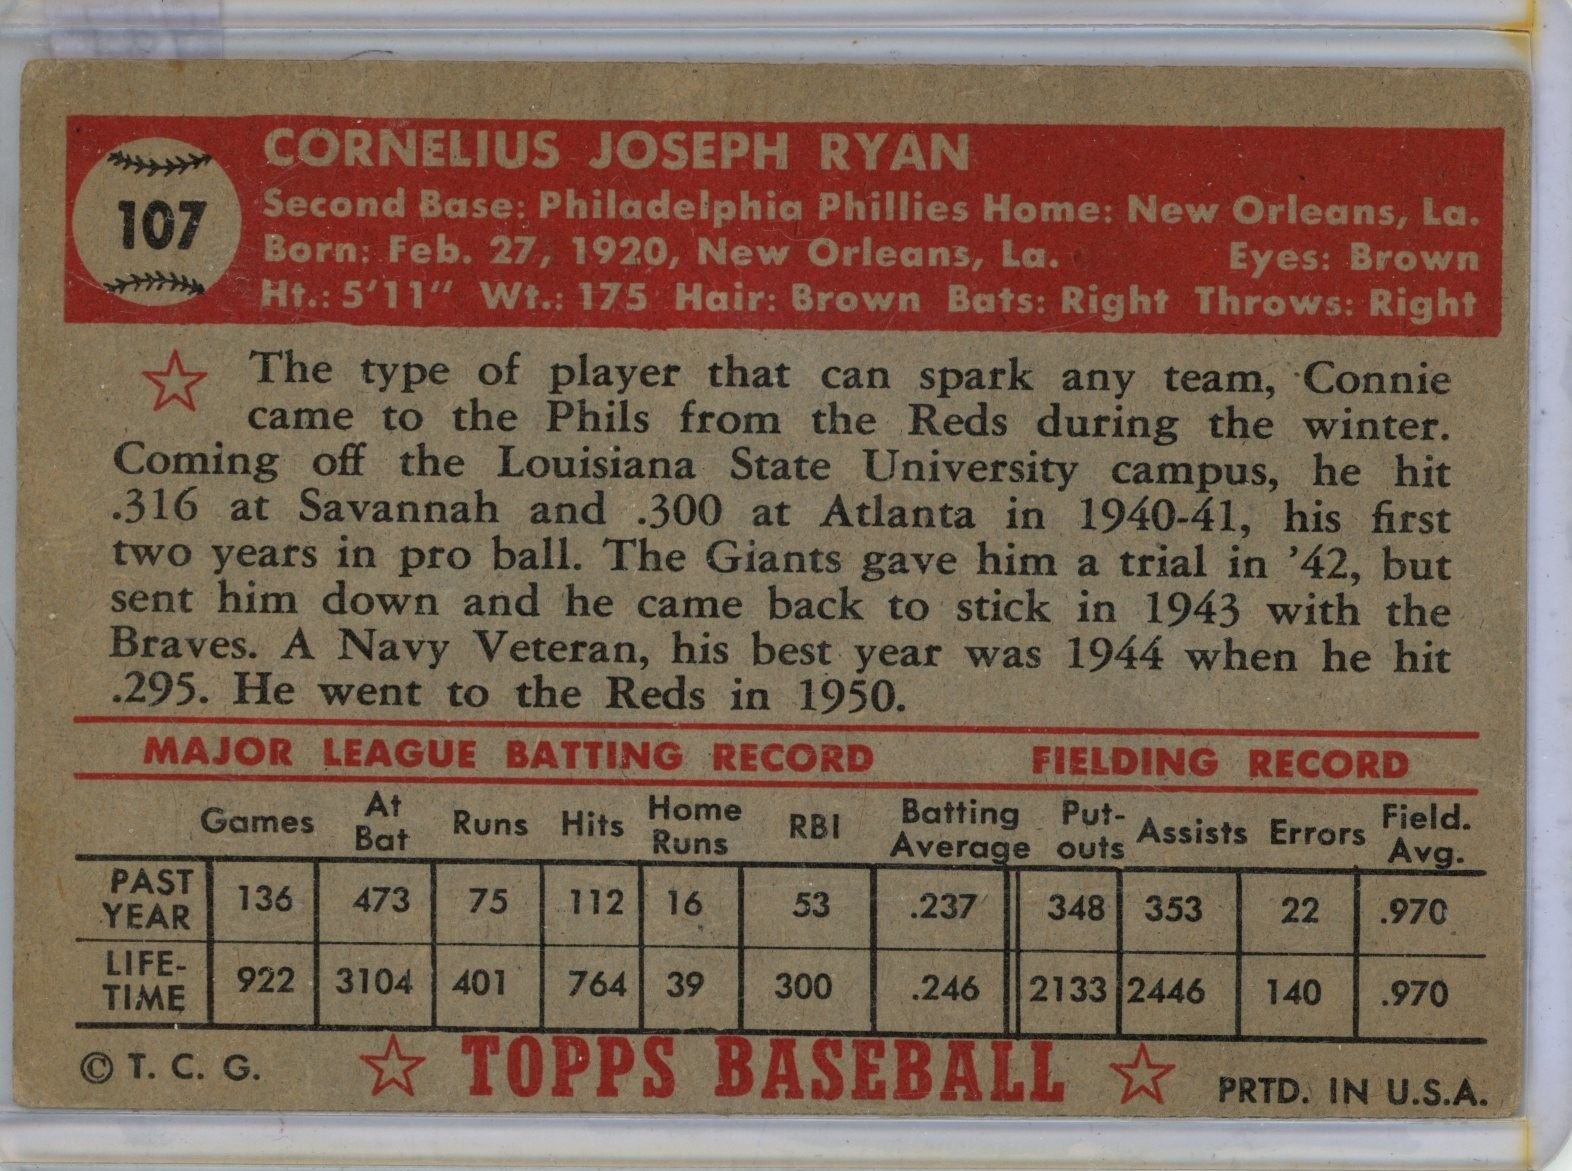 107
CORNELIUS JOSEPH RYAN
Second Base: Philadelphia Phillies Home: New Orleans, La.
Born: Feb. 27, 1920, New Orleans, La. Eyes: Brown
Ht.: 5'11" Wt.: 175 Hair: Brown Bats: Right Throws: Right
The type of player that can spark any team, Connie
came to the Phils from the Reds during the winter.
Coming off the Louisiana State University campus, he hit
.316 at Savannah and .300 at Atlanta in 1940-41, his first
two years in pro ball. The Giants gave him a trial in '42, but
sent him down and he came back to stick in 1943 with the
Braves. A Navy Veteran, his best year was 1944 when he hit
.295. He went to the Reds in 1950.
MAJOR LEAGUE BATTING RECORD FIELDING RECORD
Games At Bat Runs Hits Home Runs RBI Batting Average Put-outs Assists Errors Field. Avg.
PAST YEAR 136 473 75 112 16 53 .237 348 353 22 .970
LIFE-TIME 922 3104 401 764 39 300 .246 2133 2446 140 .970
© T. C. G. TOPPS BASEBALL PRTD. IN U.S.A.